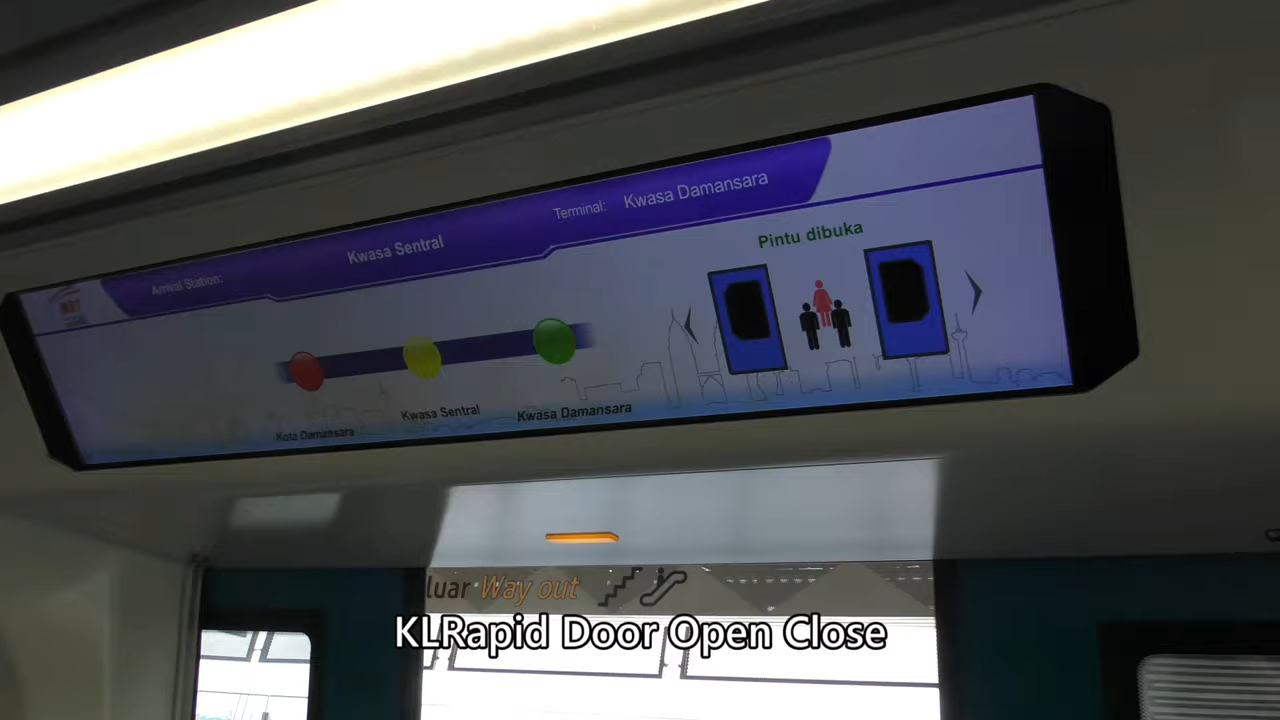 Arrival Station: Kwasa Sentral Terminal: Kwasa Damansara
Pintu dibuka
Kota Damansara Kwasa Sentral Kwasa Damansara
luar Way out
KLRapid Door Open Close